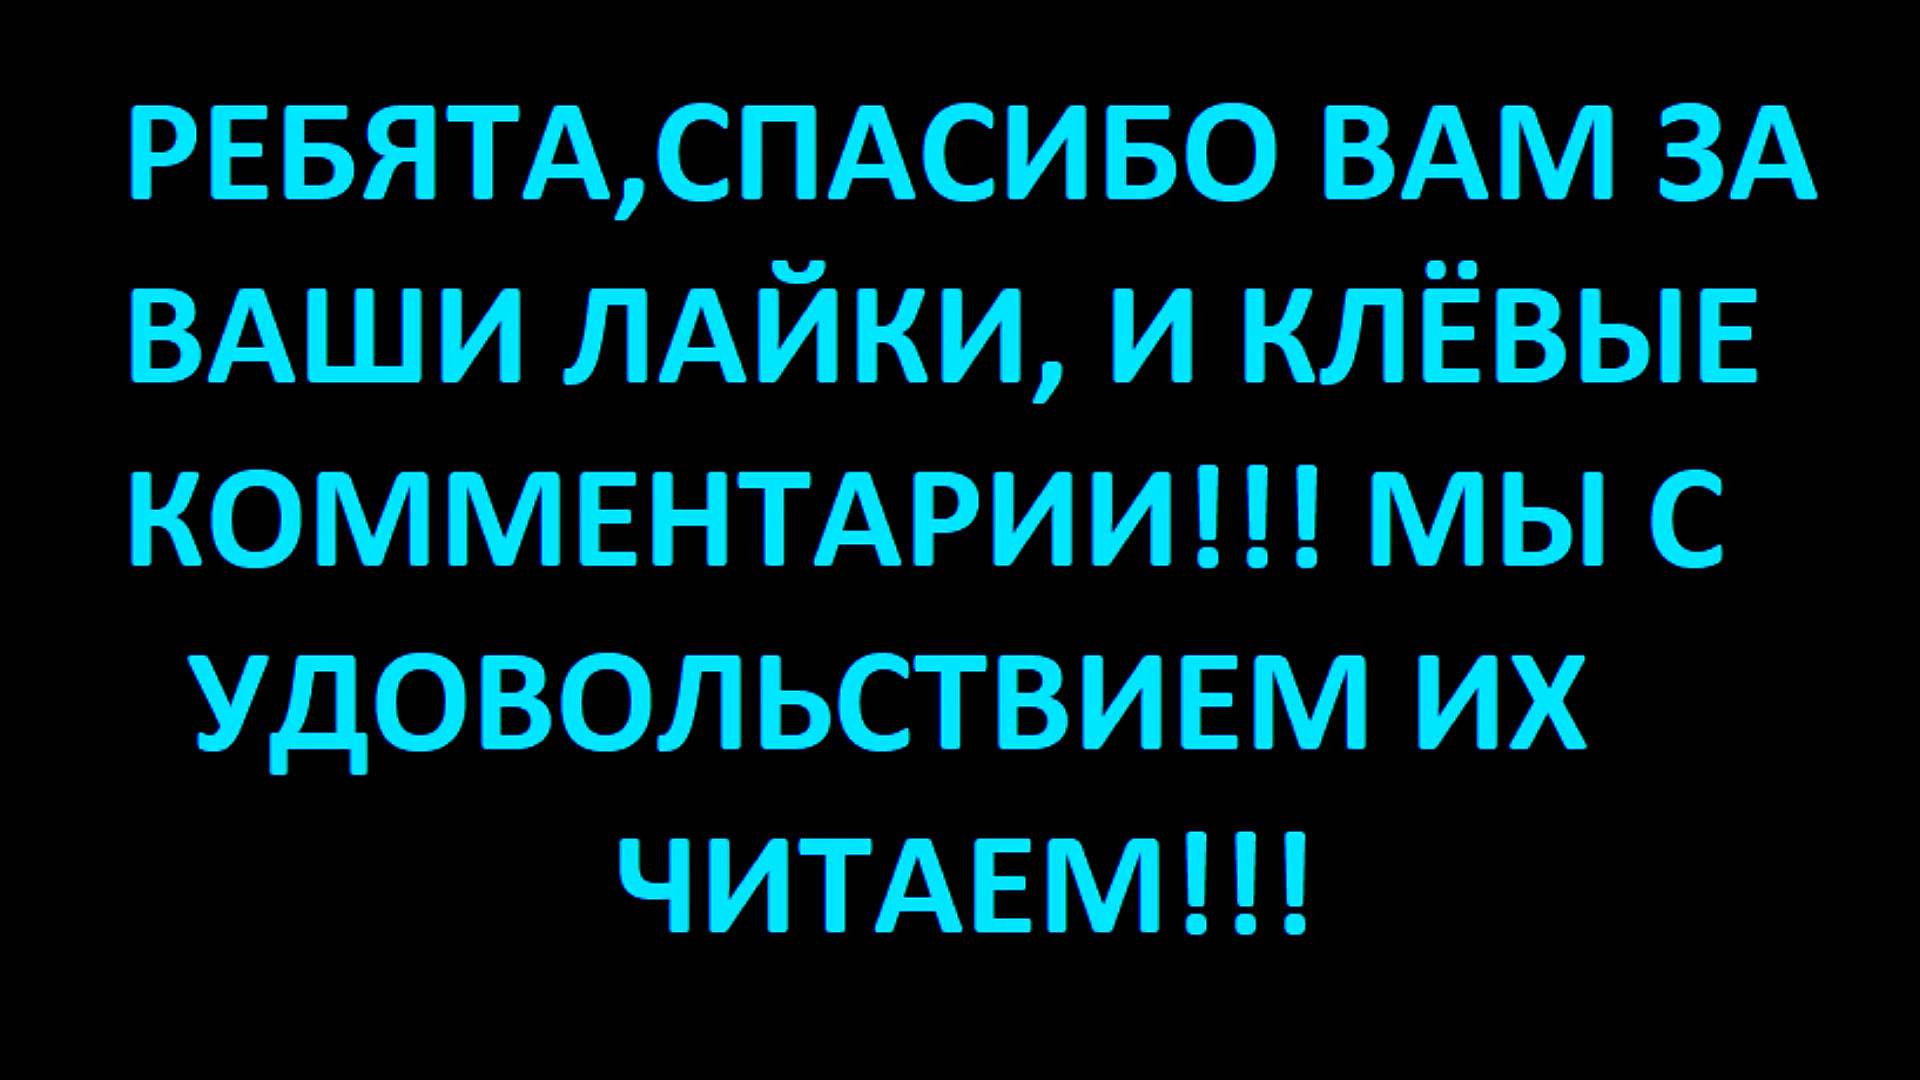 РЕБЯТА,СПАСИБО ВАМ ЗА
ВАШИ ЛАЙКИ, И КЛЁВЫЕ
КОММЕНТАРИИ!!! МЫ С
УДОВОЛЬСТВИЕМ ИХ
ЧИТАЕМ!!!